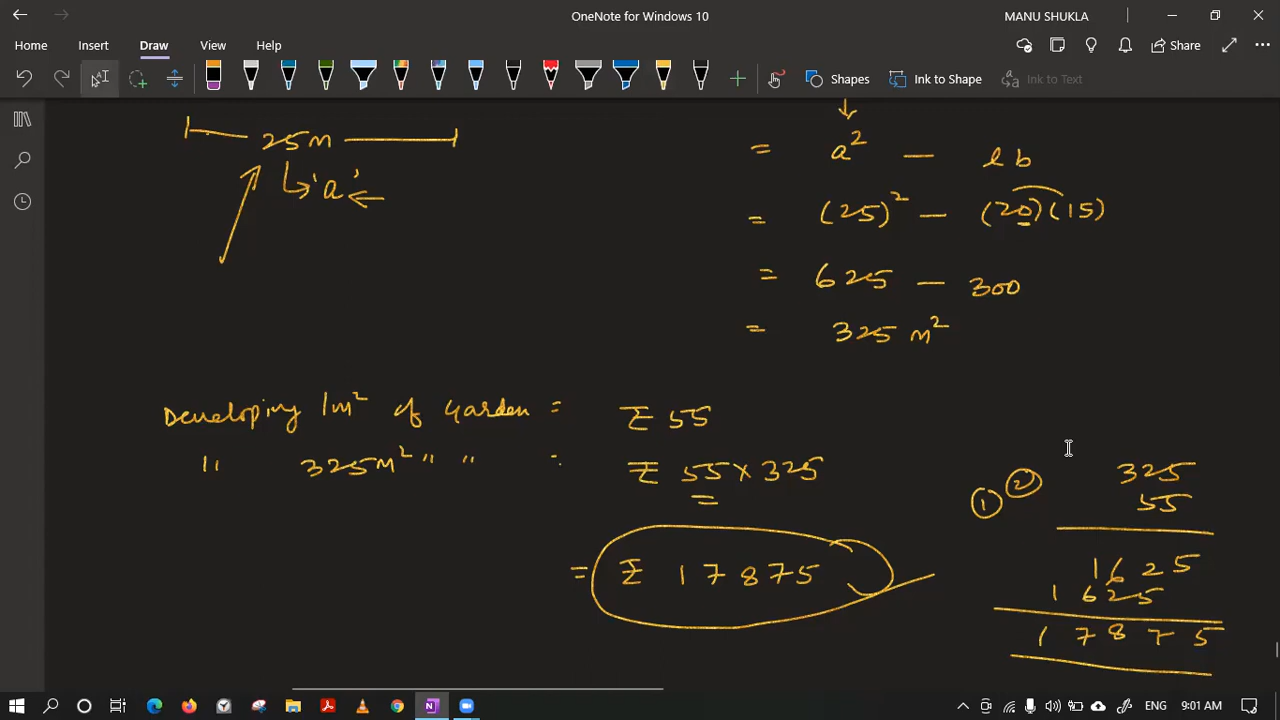 OneNote for Windows 10
MANU SHUKLA
Home Insert Draw View Help
Share
Shapes
Ink to Shape
Ink to Text
25m
'a'
= a² - lb
= (25)² - (20)(15)
= 625 - 300
= 325 m²
Developing 1m² of Garden = ₹ 55
" 325m² " " = ₹ 55 x 325
= ₹ 17875
① ②
325
55
1625
1625
17875
9:01 AM